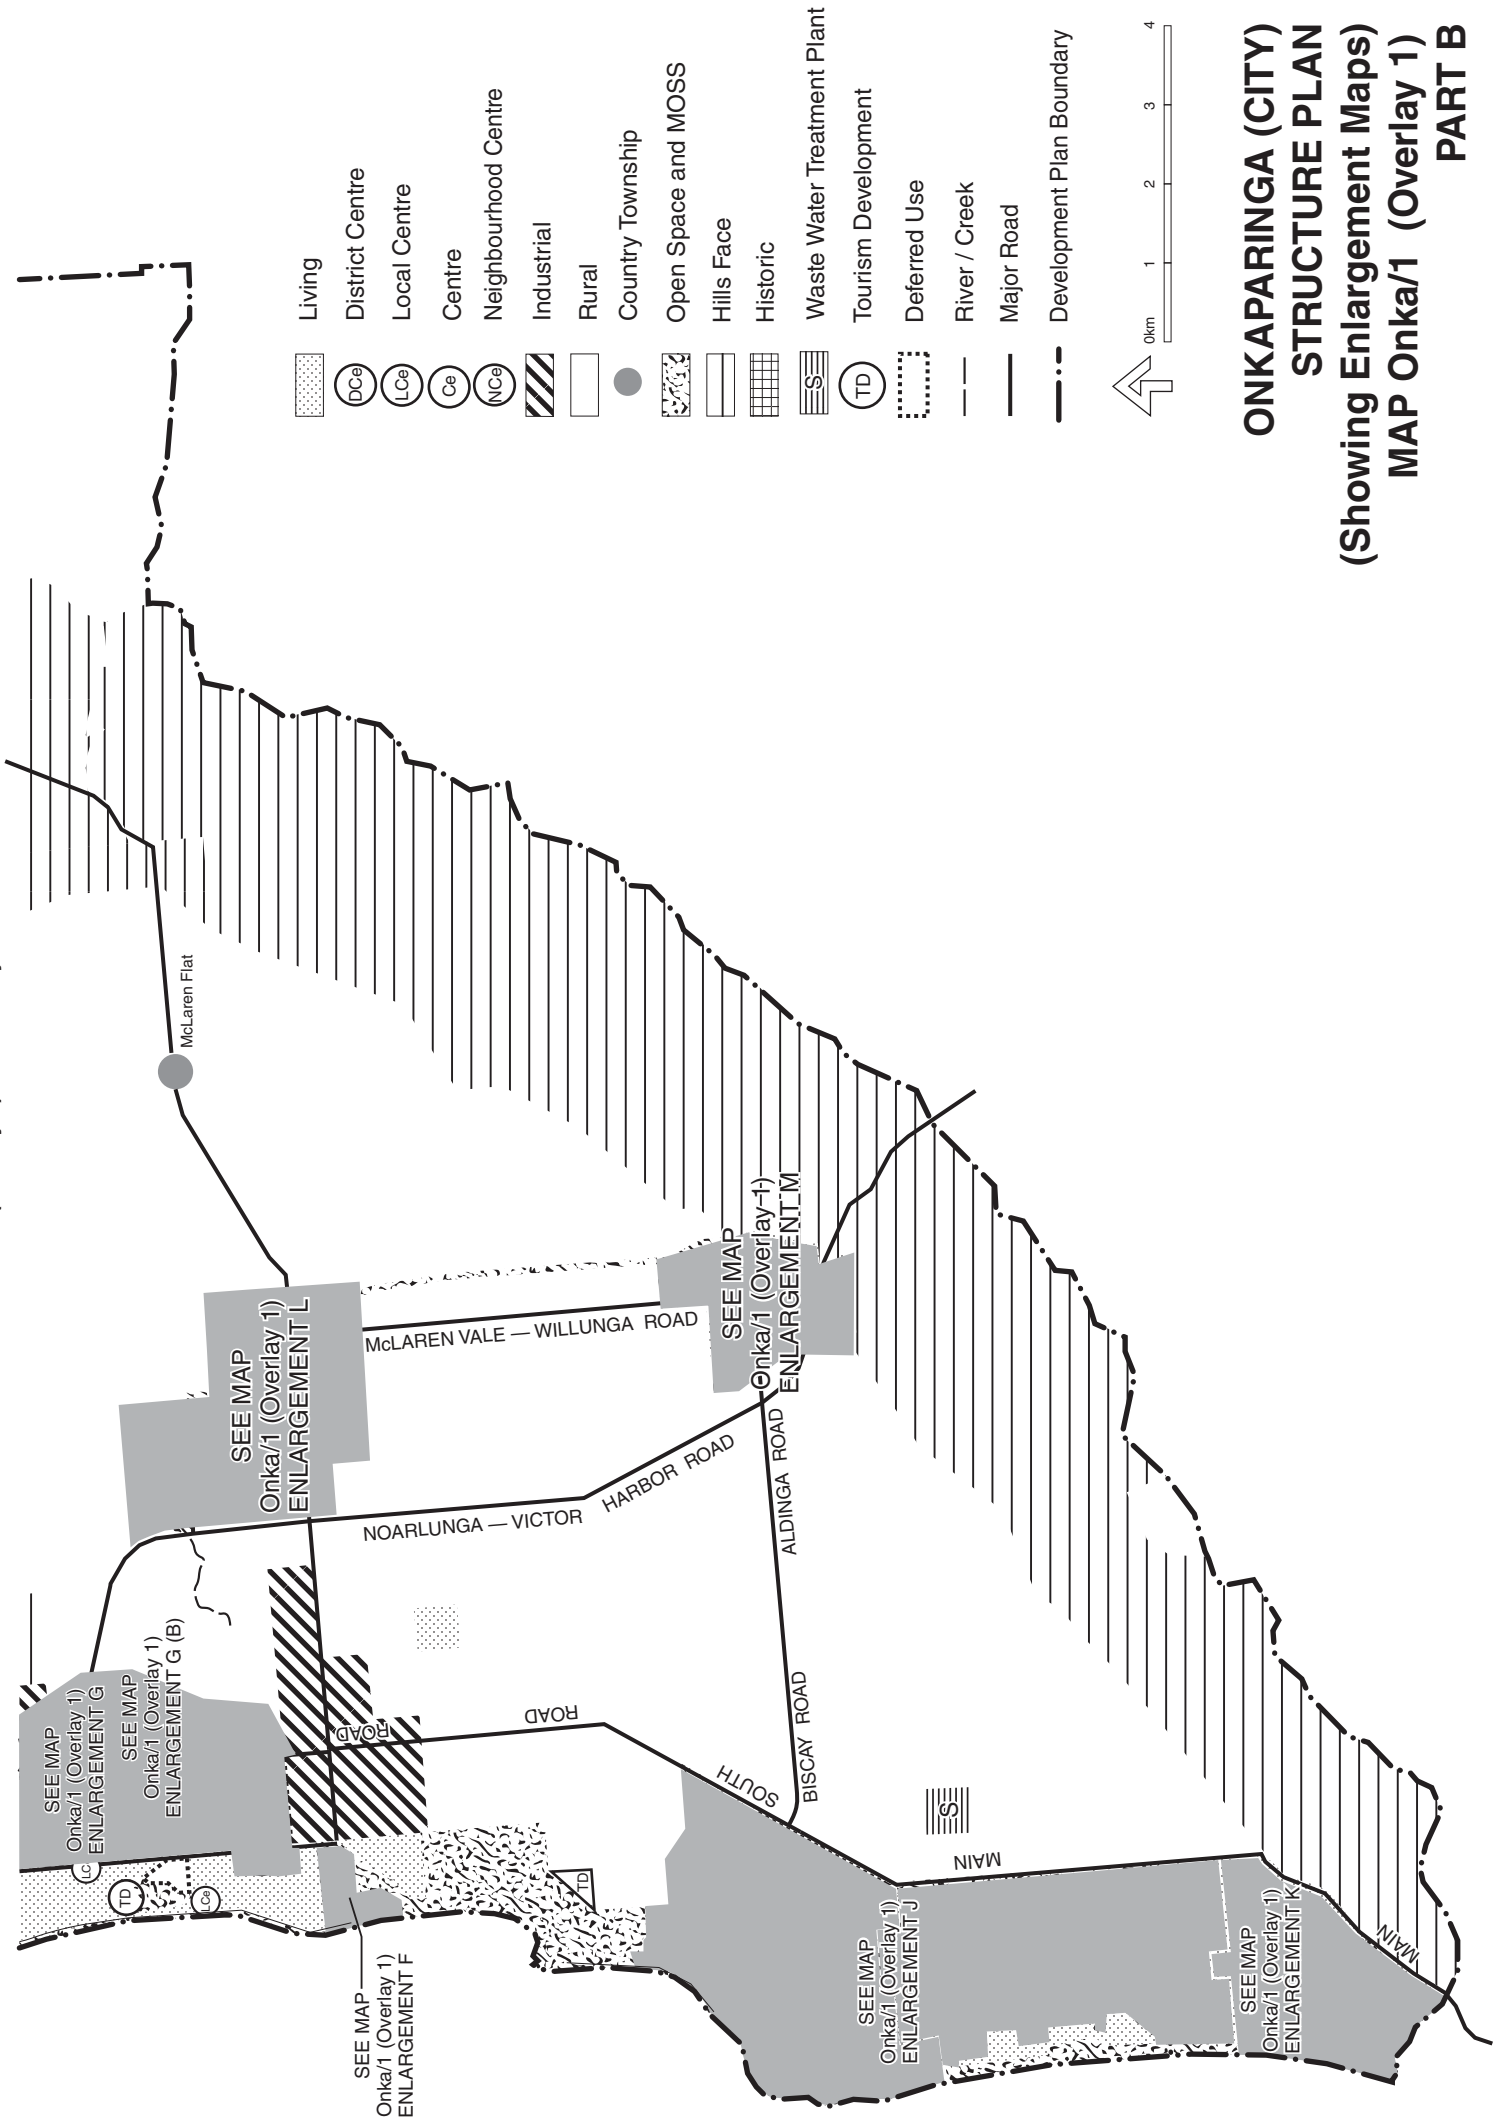 SEE MAP
Onka/1 (Overlay 1)
ENLARGEMENT G
SEE MAP
Onka/1 (Overlay 1)
ENLARGEMENT G (B)
TD
LCe
SEE MAP
Onka/1 (Overlay 1)
ENLARGEMENT F
TD
McLaren Flat
SEE MAP
Onka/1 (Overlay 1)
ENLARGEMENT L
McLAREN VALE — WILLUNGA ROAD
NOARLUNGA — VICTOR
HARBOR ROAD
SEE MAP
Onka/1 (Overlay 1)
ENLARGEMENT M
ALDINGA ROAD
BISCAY ROAD
ROAD
ROAD
SOUTH
MAIN
S
SEE MAP
Onka/1 (Overlay 1)
ENLARGEMENT J
SEE MAP
Onka/1 (Overlay 1)
ENLARGEMENT K
MAIN
Living
DCe District Centre
LCe Local Centre
Ce Centre
NCe Neighbourhood Centre
Industrial
Rural
Country Township
Open Space and MOSS
Hills Face
Historic
S Waste Water Treatment Plant
TD Tourism Development
Deferred Use
River / Creek
Major Road
Development Plan Boundary
0km 1 2 3 4
ONKAPARINGA (CITY)
STRUCTURE PLAN
(Showing Enlargement Maps)
MAP Onka/1 (Overlay 1)
PART B